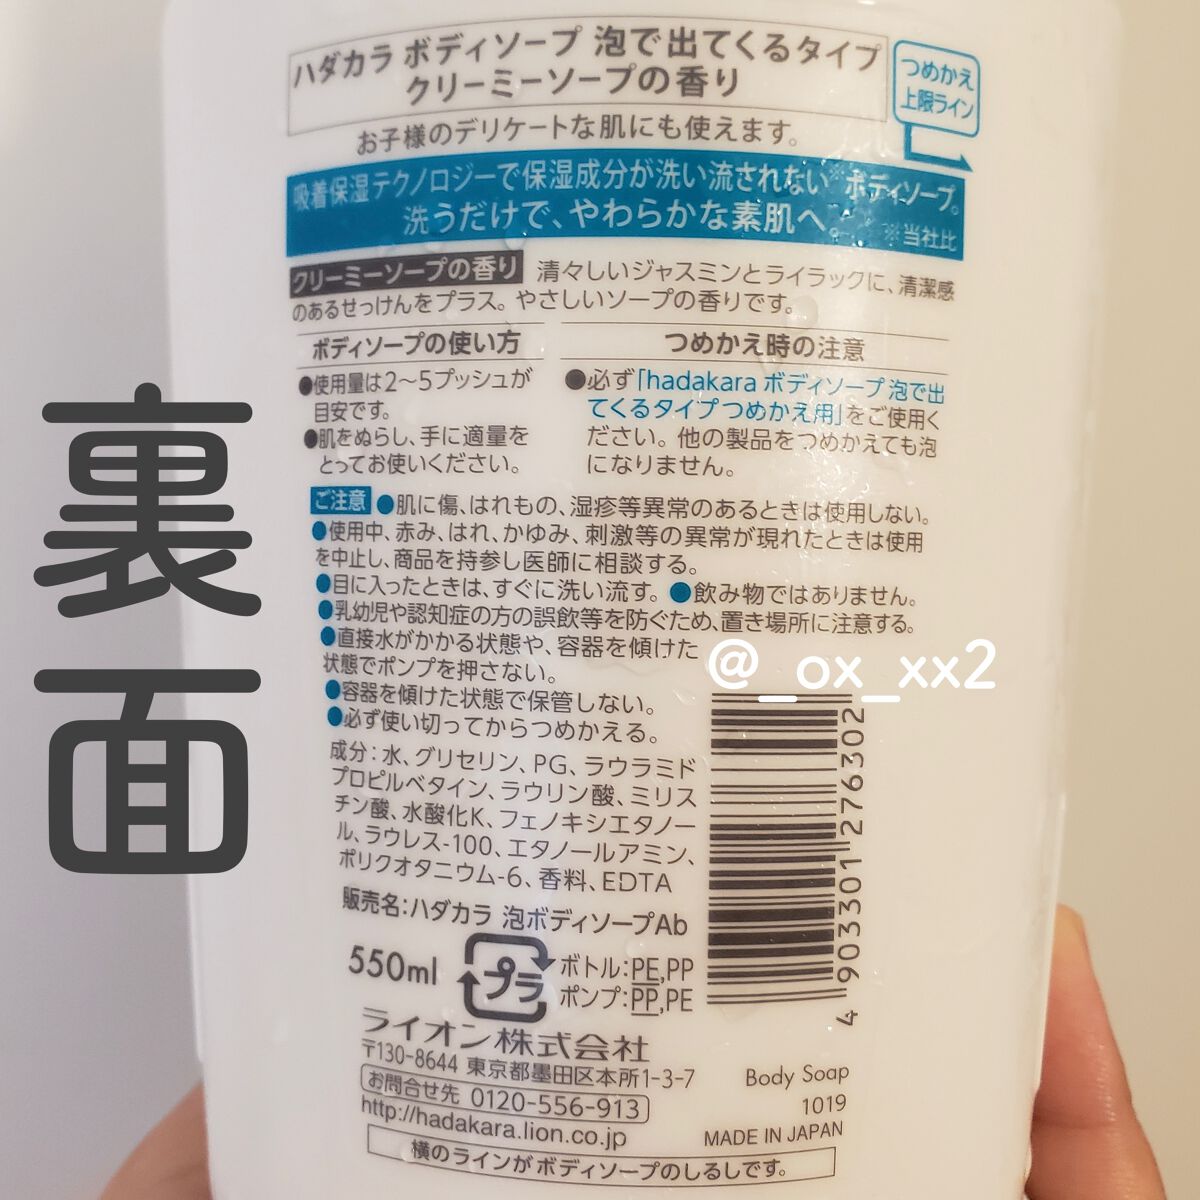 ハダカラ ボディソープ 泡で出てくるタイプ
クリーミーソープの香り
つめかえ
上限ライン
お子様のデリケートな肌にも使えます。
吸着保湿テクノロジーで保湿成分が洗い流されない※ボディソープ。
洗うだけで、やわらかな素肌へ。
※当社比
クリーミーソープの香り 清々しいジャスミンとライラックに、清潔感
のあるせっけんをプラス。やさしいソープの香りです。
ボディソープの使い方
●使用量は2〜5プッシュが
目安です。
●肌をぬらし、手に適量を
とってお使いください。
つめかえ時の注意
●必ず「hadakara ボディソープ 泡で出
てくるタイプ つめかえ用」をご使用く
ださい。他の製品をつめかえても泡
になりません。
ご注意 ●肌に傷、はれもの、湿疹等異常のあるときは使用しない。
●使用中、赤み、はれ、かゆみ、刺激等の異常が現れたときは使用
を中止し、商品を持参し医師に相談する。
●目に入ったときは、すぐに洗い流す。 ●飲み物ではありません。
●乳幼児や認知症の方の誤飲等を防ぐため、置き場所に注意する。
●直接水がかかる状態や、容器を傾けた
状態でポンプを押さない。
●容器を傾けた状態で保管しない。
●必ず使い切ってからつめかえる。
成分：水、グリセリン、PG、ラウラミド
プロピルベタイン、ラウリン酸、ミリス
チン酸、水酸化K、フェノキシエタノー
ル、ラウレス-100、エタノールアミン、
ポリクオタニウム-6、香料、EDTA
販売名：ハダカラ 泡ボディソープAb
550ml
プラ
ボトル：PE,PP
ポンプ：PP,PE
ライオン株式会社
〒130-8644 東京都墨田区本所1-3-7
お問合せ先 0120-556-913
http://hadakara.lion.co.jp
横のラインがボディソープのしるしです。
4 903301 276302
Body Soap
1019
MADE IN JAPAN
裏面
@_ox_xx2